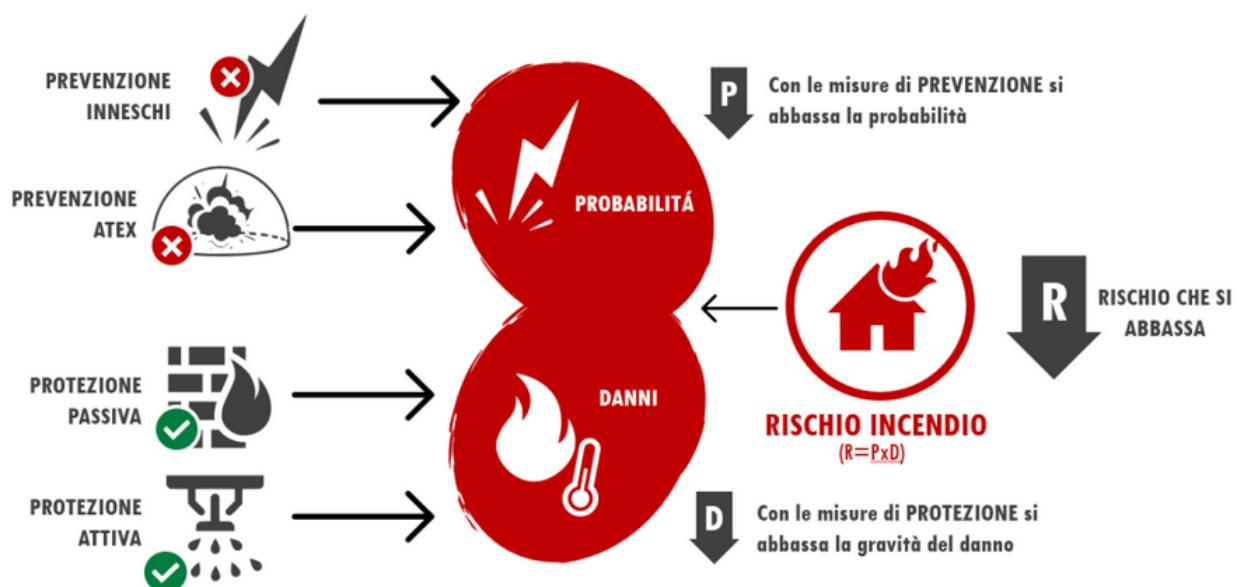 PREVENZIONE
INNESCHI
PREVENZIONE
ATEX
PROTEZIONE
PASSIVA
PROTEZIONE
ATTIVA
PROBABILITÁ
DANNI
P
Con le misure di PREVENZIONE si
abbassa la probabilità
RISCHIO INCENDIO
(R=PxD)
R
RISCHIO CHE SI
ABBASSA
D
Con le misure di PROTEZIONE si
abbassa la gravità del danno